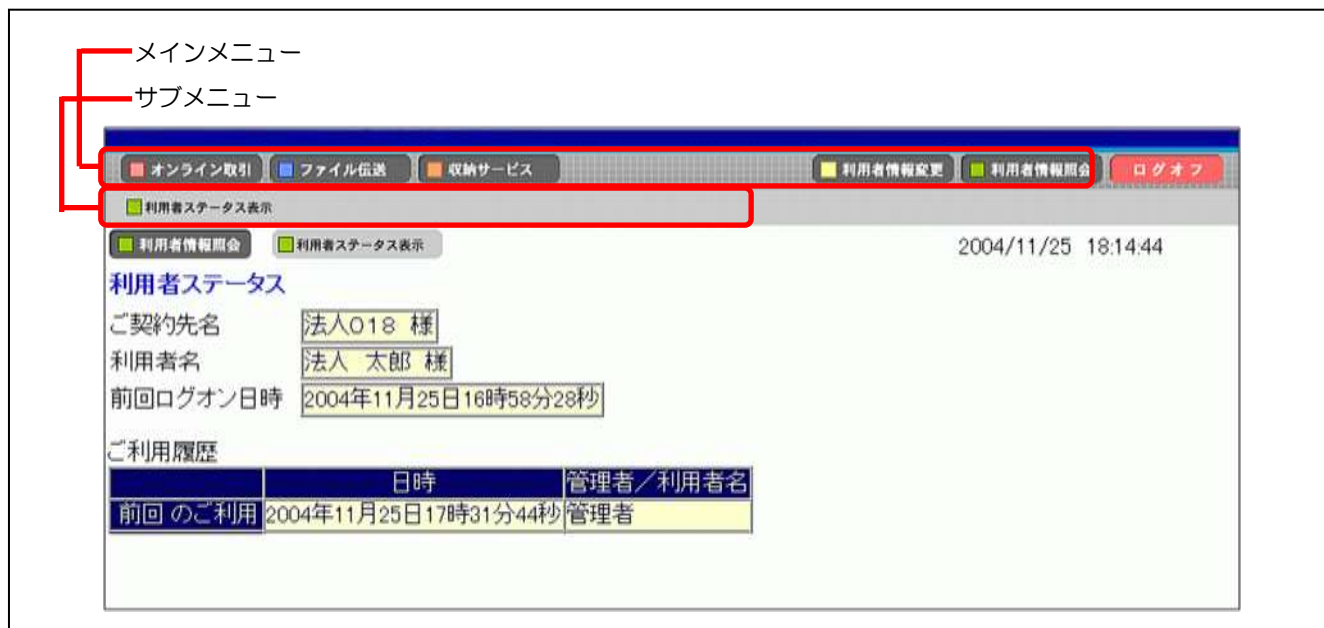 メインメニュー
サブメニュー
オンライン取引 ファイル伝送 収納サービス 利用者情報変更 利用者情報照会 ログオフ
利用者ステータス表示
利用者情報照会 利用者ステータス表示 2004/11/25 18:14:44
利用者ステータス
ご契約先名 法人018 様
利用者名 法人 太郎 様
前回ログオン日時 2004年11月25日16時58分28秒
ご利用履歴
日時 管理者／利用者名
前回 のご利用 2004年11月25日17時31分44秒 管理者